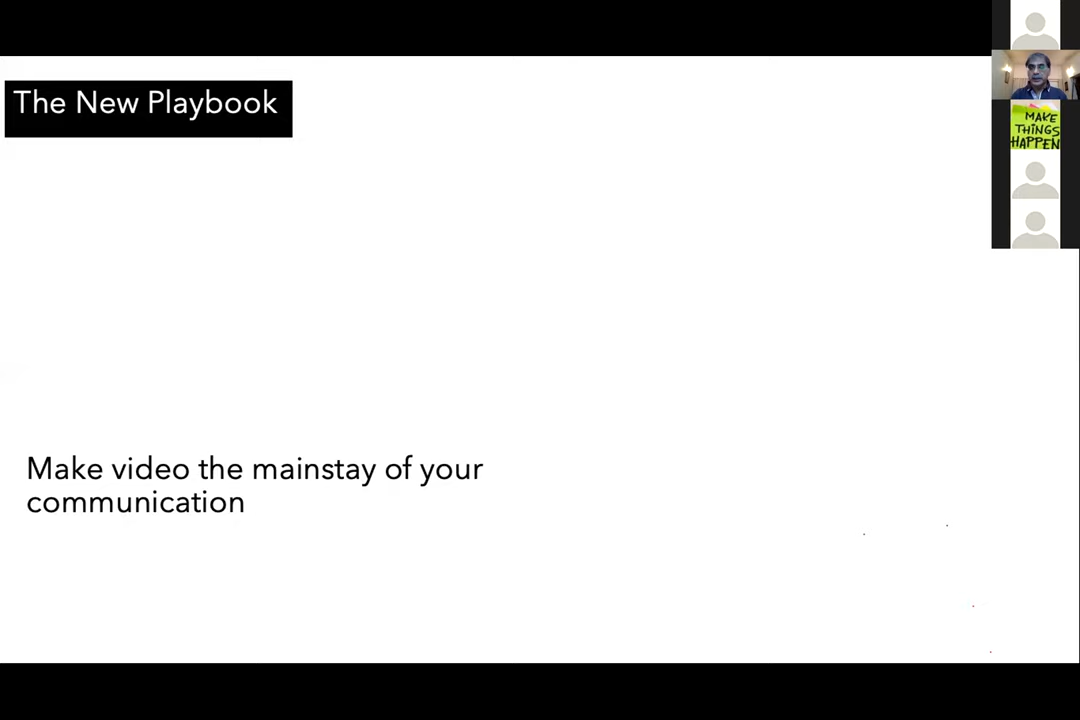 The New Playbook
MAKE
THINGS
HAPPEN
Make video the mainstay of your
communication